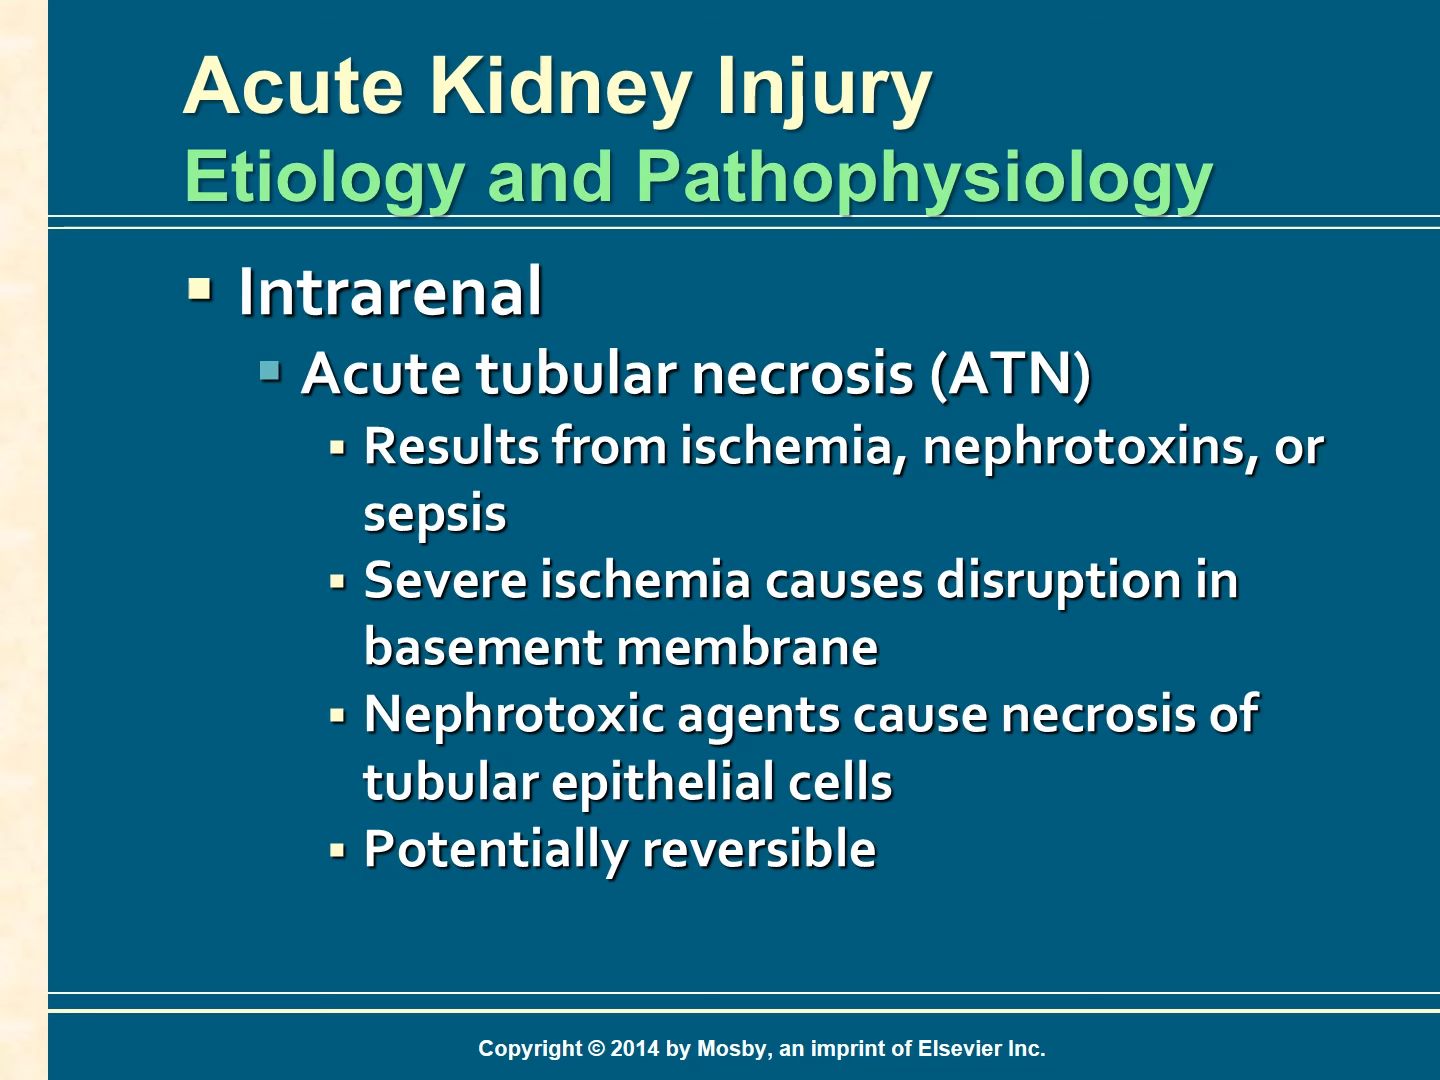 Acute Kidney Injury
Etiology and Pathophysiology
Intrarenal
Acute tubular necrosis (ATN)
Results from ischemia, nephrotoxins, or
sepsis
Severe ischemia causes disruption in
basement membrane
Nephrotoxic agents cause necrosis of
tubular epithelial cells
Potentially reversible
Copyright © 2014 by Mosby, an imprint of Elsevier Inc.